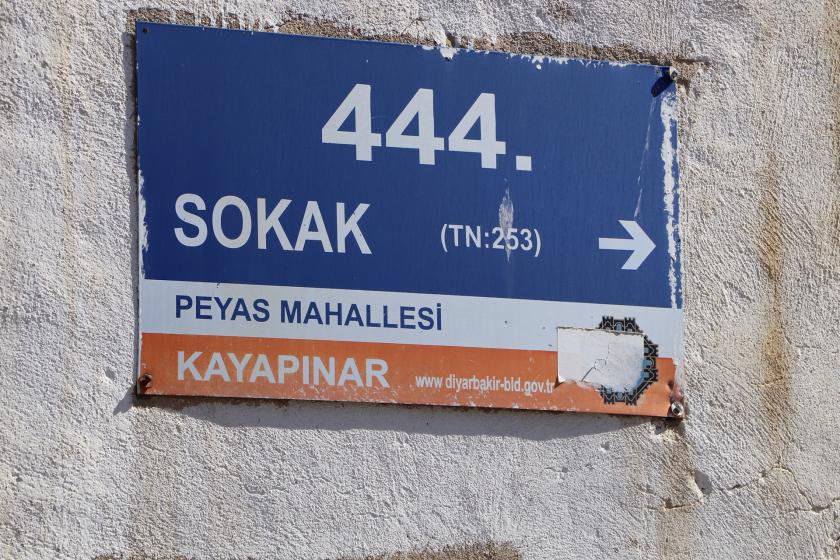 444.
SOKAK (TN:253)
PEYAS MAHALLESİ
KAYAPINAR www.diyarbakir-bld.gov.tr